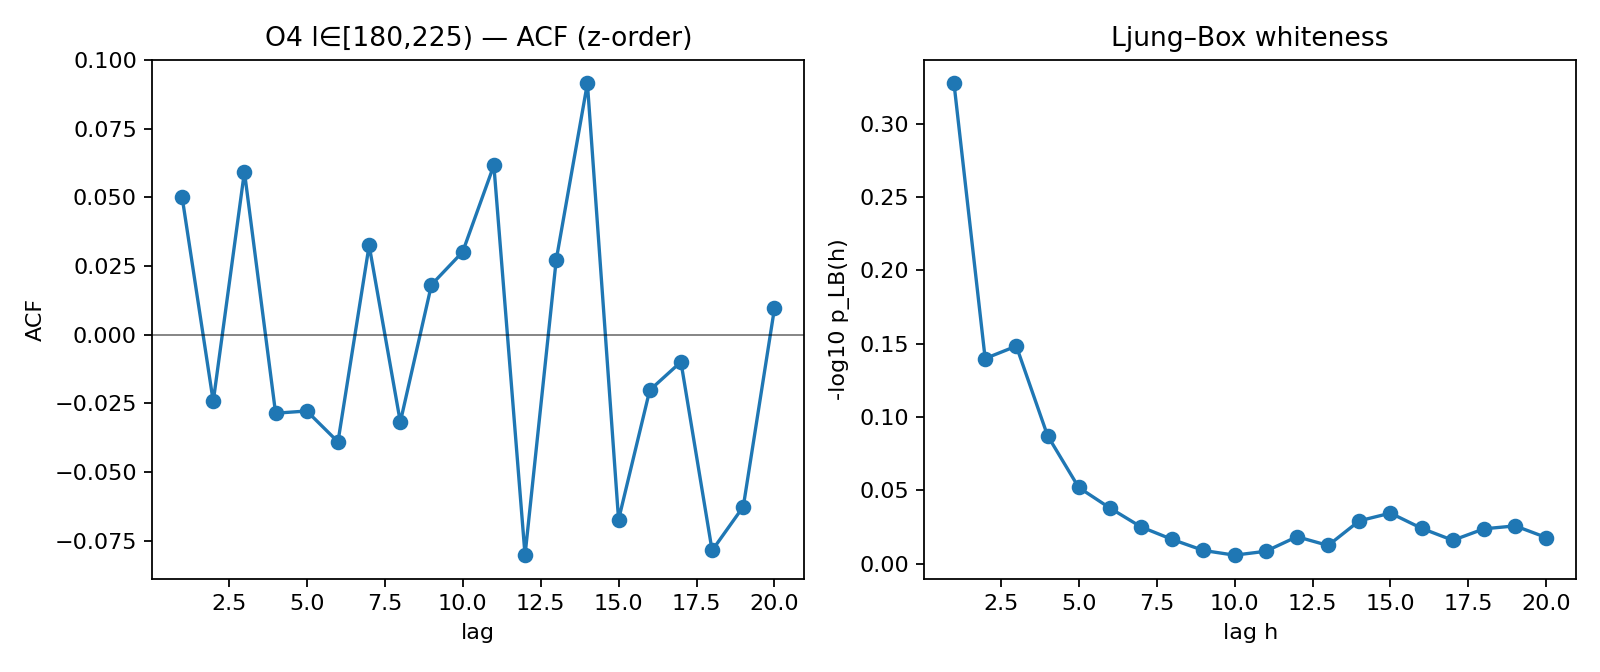 O4 l∈[180,225) — ACF (z-order)
0.100
0.075
0.050
0.025
0.000
−0.025
−0.050
−0.075
ACF
2.5 5.0 7.5 10.0 12.5 15.0 17.5 20.0
lag
Ljung–Box whiteness
0.30
0.25
0.20
0.15
0.10
0.05
0.00
-log10 p_LB(h)
2.5 5.0 7.5 10.0 12.5 15.0 17.5 20.0
lag h